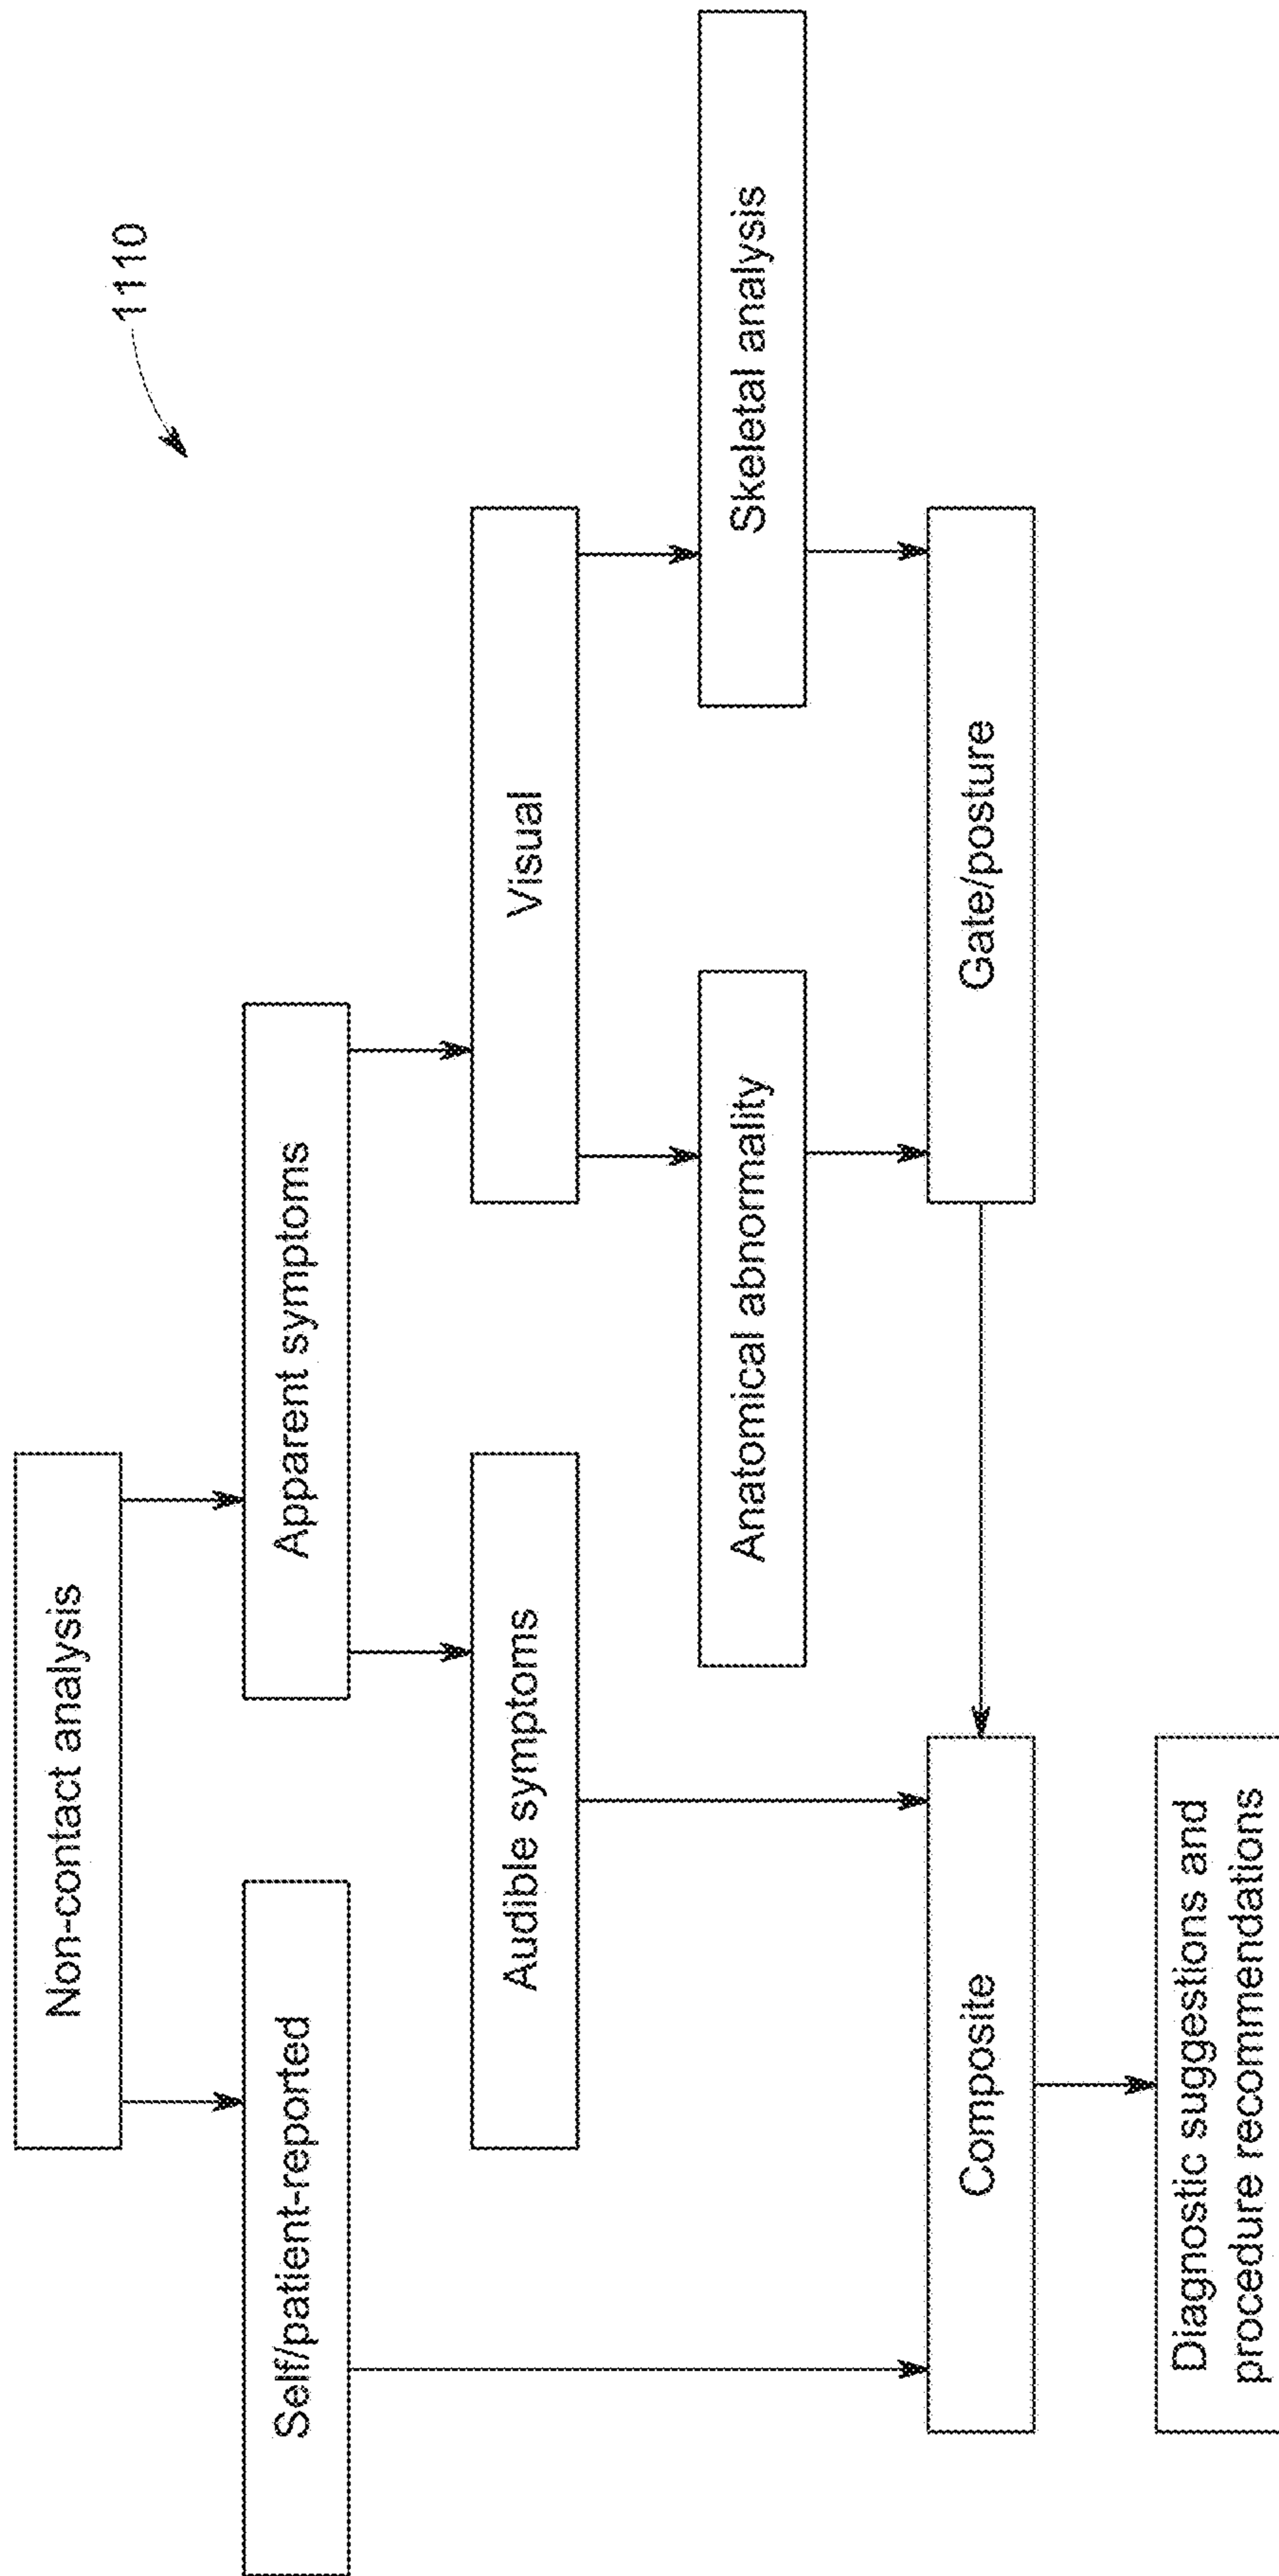 1110
Non-contact analysis
Self/patient-reported
Apparent symptoms
Audible symptoms
Visual
Anatomical abnormality
Skeletal analysis
Composite
Gate/posture
Diagnostic suggestions and
procedure recommendations